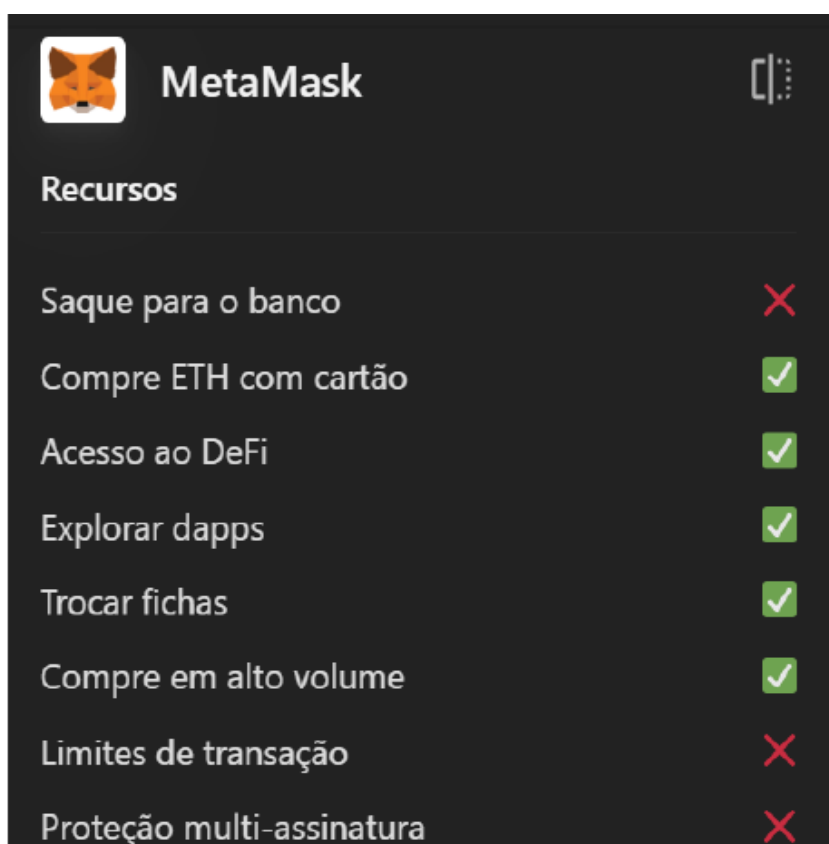 MetaMask
Recursos
Saque para o banco
Compre ETH com cartão
Acesso ao DeFi
Explorar dapps
Trocar fichas
Compre em alto volume
Limites de transação
Proteção multi-assinatura